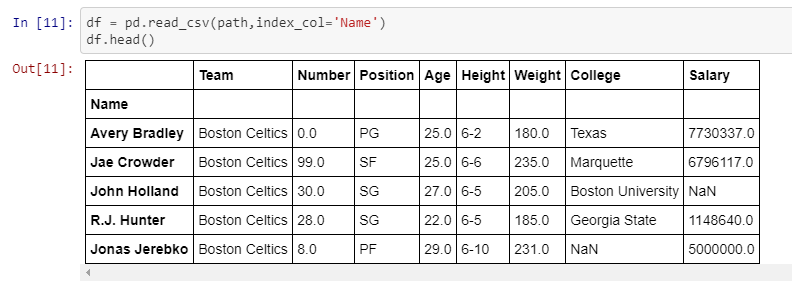 In [11]: df = pd.read_csv(path,index_col='Name')
df.head()
Out[11]:
Team Number Position Age Height Weight College Salary
Name
Avery Bradley Boston Celtics 0.0 PG 25.0 6-2 180.0 Texas 7730337.0
Jae Crowder Boston Celtics 99.0 SF 25.0 6-6 235.0 Marquette 6796117.0
John Holland Boston Celtics 30.0 SG 27.0 6-5 205.0 Boston University NaN
R.J. Hunter Boston Celtics 28.0 SG 22.0 6-5 185.0 Georgia State 1148640.0
Jonas Jerebko Boston Celtics 8.0 PF 29.0 6-10 231.0 NaN 5000000.0